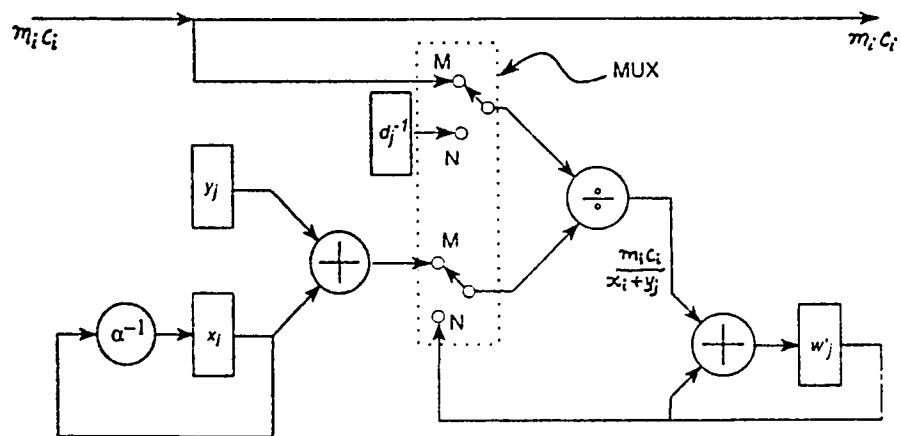 m_i c_i
m_i c_i
M
MUX
d_j^-1
N
y_j
M
m_i c_i
x_i + y_j
N
α^-1
x_i
w'_j